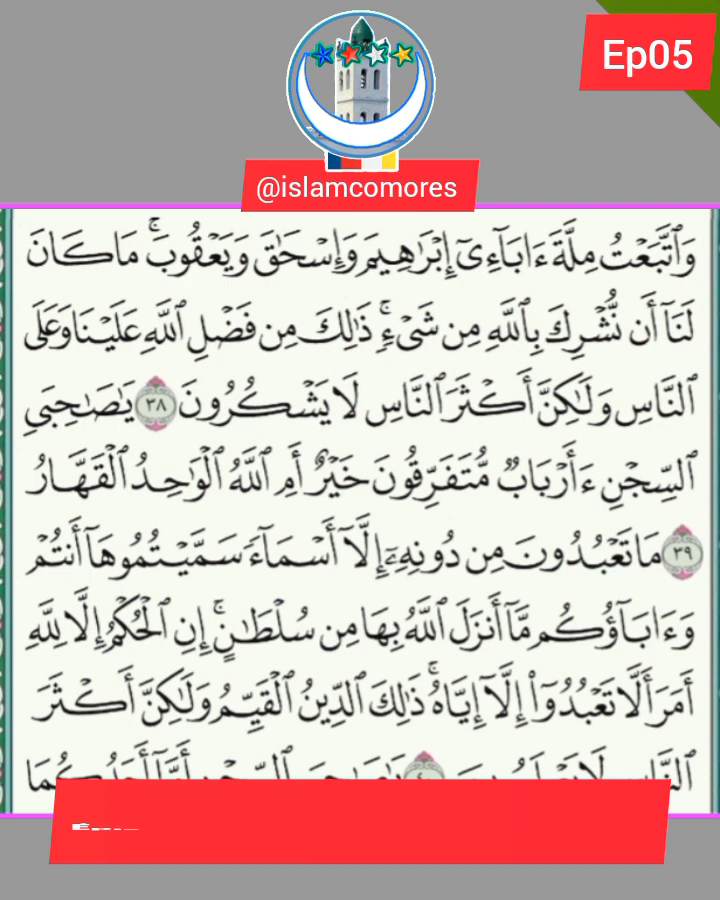 Ep05
@islamcomores
وَٱتَّبَعْتُ مِلَّةَ ءَابَآءِىٓ إِبْرَٰهِيمَ وَإِسْحَٰقَ وَيَعْقُوبَ ۚ مَا كَانَ
لَنَآ أَن نُّشْرِكَ بِٱللَّهِ مِن شَىْءٍ ۚ ذَٰلِكَ مِن فَضْلِ ٱللَّهِ عَلَيْنَا وَعَلَى
ٱلنَّاسِ وَلَٰكِنَّ أَكْثَرَ ٱلنَّاسِ لَا يَشْكُرُونَ ٣٨ يَٰصَٰحِبَىِ
ٱلسِّجْنِ ءَأَرْبَابٌ مُّتَفَرِّقُونَ خَيْرٌ أَمِ ٱللَّهُ ٱلْوَٰحِدُ ٱلْقَهَّارُ
٣٩ مَا تَعْبُدُونَ مِن دُونِهِۦٓ إِلَّآ أَسْمَآءً سَمَّيْتُمُوهَآ أَنتُمْ
وَءَابَآؤُكُم مَّآ أَنزَلَ ٱللَّهُ بِهَا مِن سُلْطَٰنٍ ۚ إِنِ ٱلْحُكْمُ إِلَّا لِلَّهِ
أَمَرَ أَلَّا تَعْبُدُوٓا۟ إِلَّآ إِيَّاهُ ۚ ذَٰلِكَ ٱلدِّينُ ٱلْقَيِّمُ وَلَٰكِنَّ أَكْثَرَ